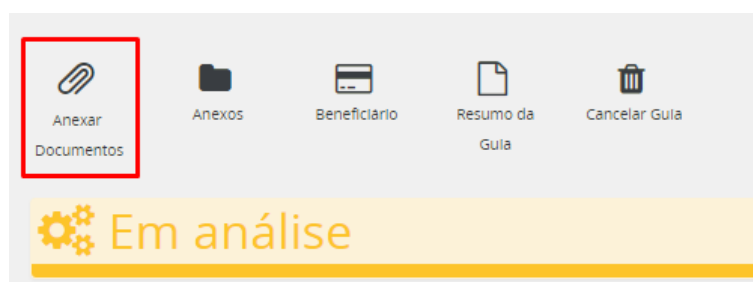 Anexar
Documentos
Anexos
Beneficiário
Resumo da
Guia
Cancelar Guia
Em análise